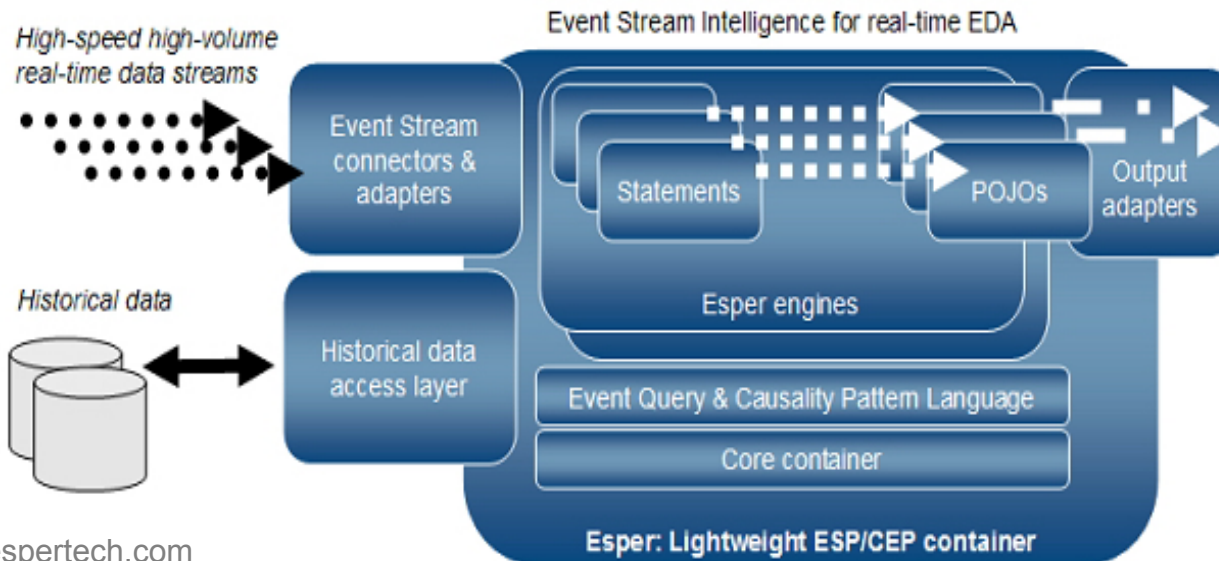 Event Stream Intelligence for real-time EDA
High-speed high-volume
real-time data streams
Event Stream
connectors &
adapters
Statements
POJOs
Output
adapters
Esper engines
Historical data
Historical data
access layer
Event Query & Causality Pattern Language
Core container
Esper: Lightweight ESP/CEP container
espertech.com